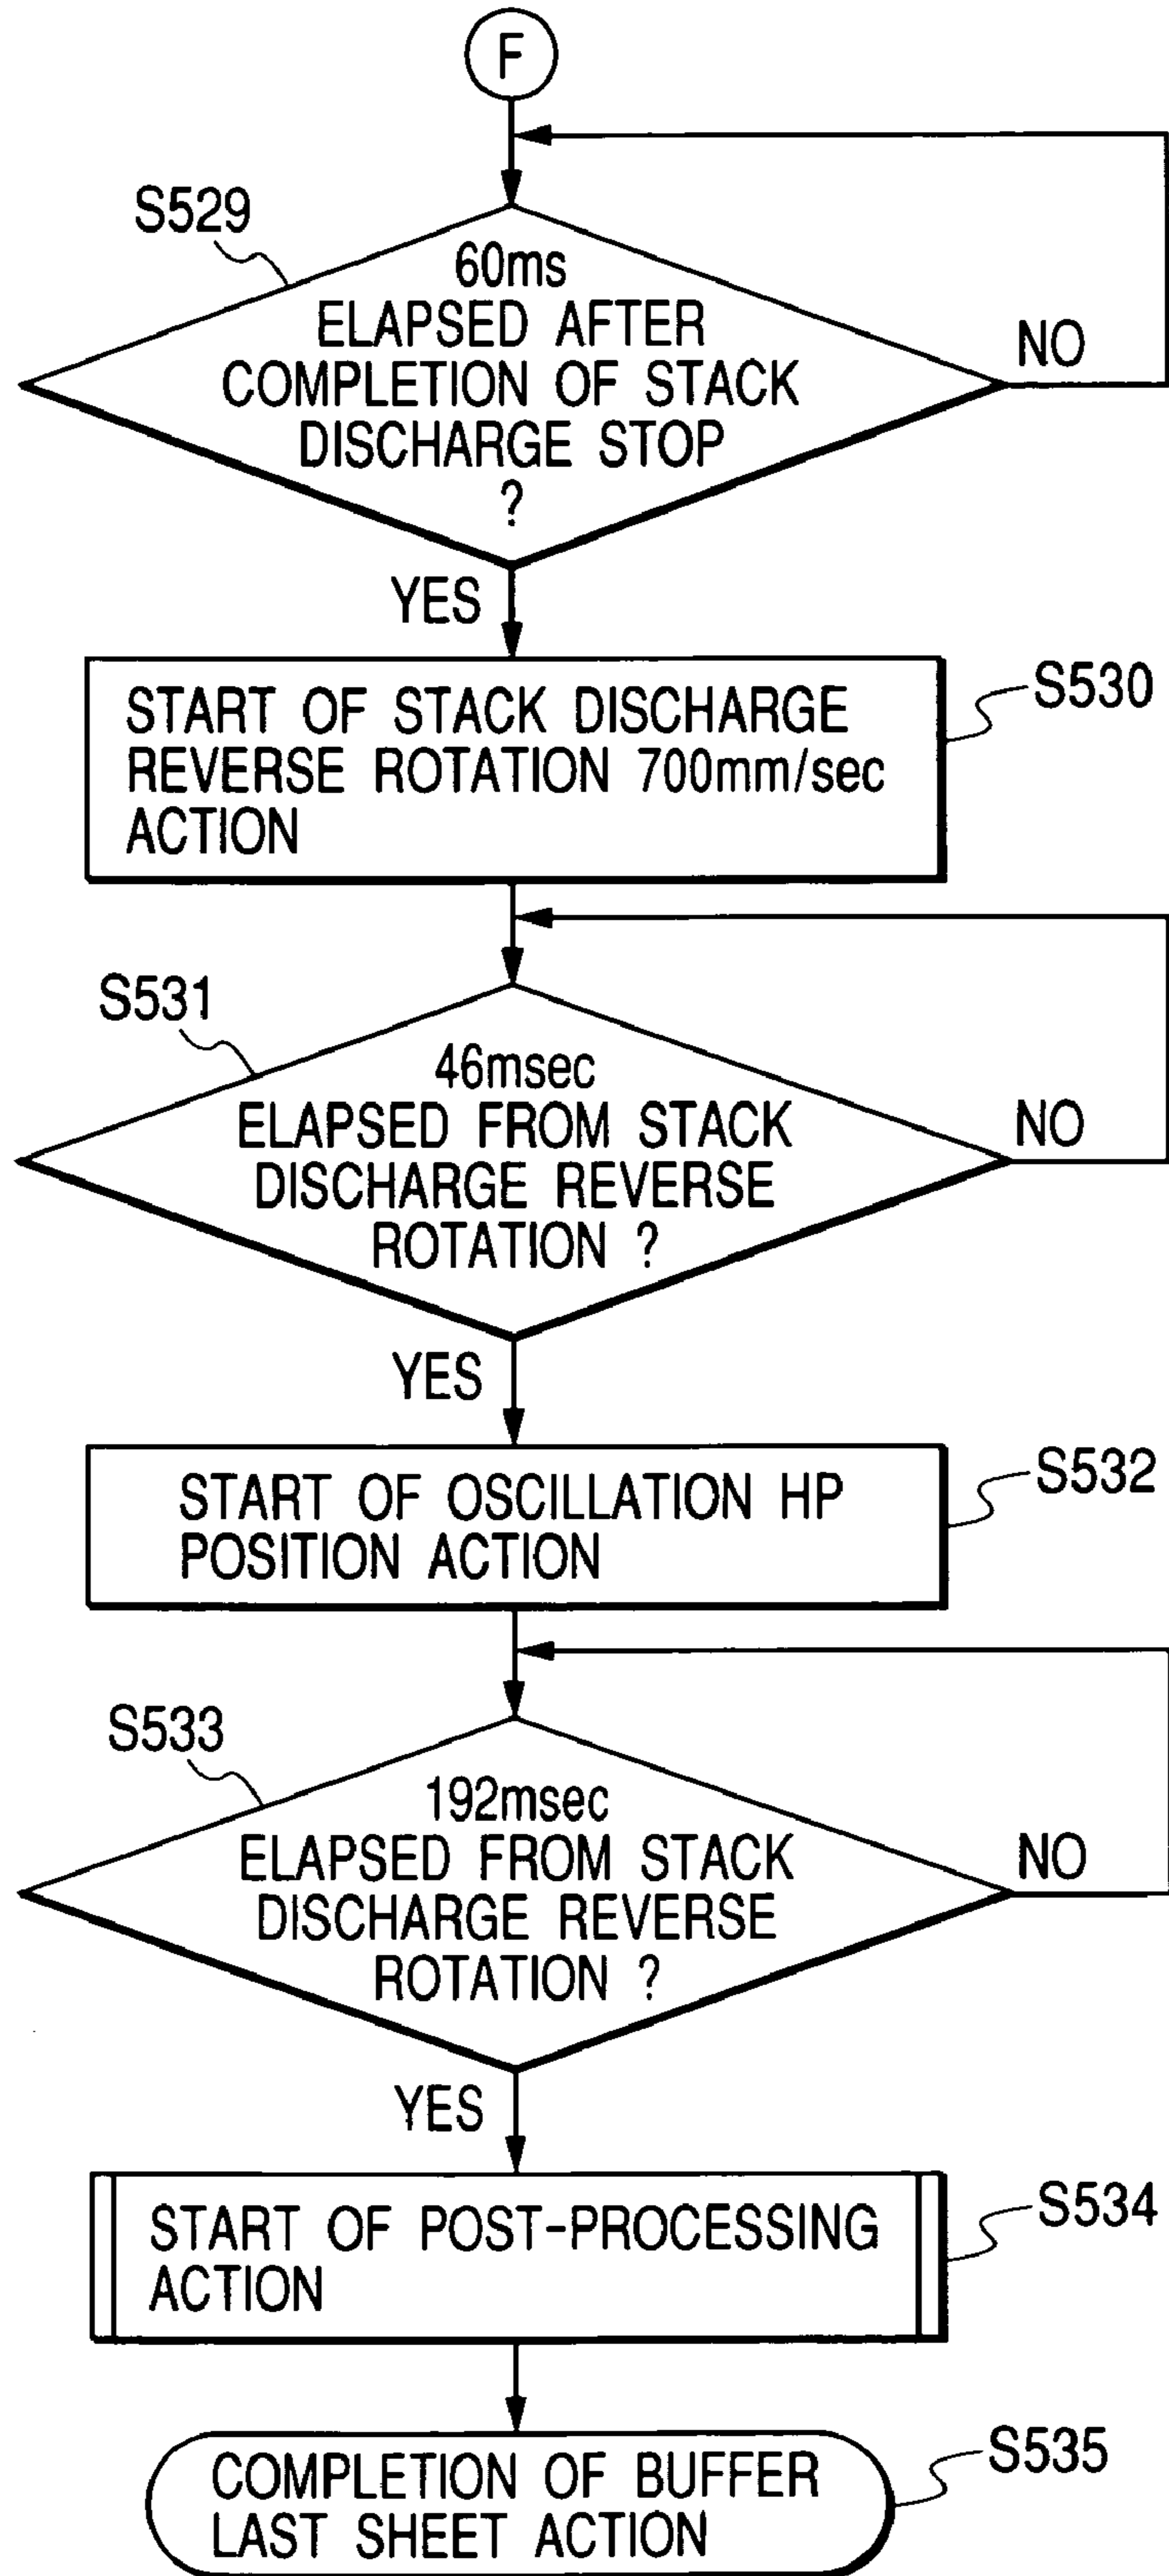 F
S529
60ms
ELAPSED AFTER
COMPLETION OF STACK
DISCHARGE STOP
?
NO
YES
START OF STACK DISCHARGE
REVERSE ROTATION 700mm/sec
ACTION
S530
S531
46msec
ELAPSED FROM STACK
DISCHARGE REVERSE
ROTATION ?
NO
YES
START OF OSCILLATION HP
POSITION ACTION
S532
S533
192msec
ELAPSED FROM STACK
DISCHARGE REVERSE
ROTATION ?
NO
YES
START OF POST-PROCESSING
ACTION
S534
COMPLETION OF BUFFER
LAST SHEET ACTION
S535